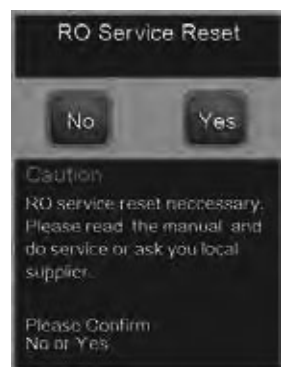 RO Service Reset
No
Yes
Caution
RO service reset neccessary.
Please read the manual and
do service or ask you local
supplier.
Please Confirm
No or Yes